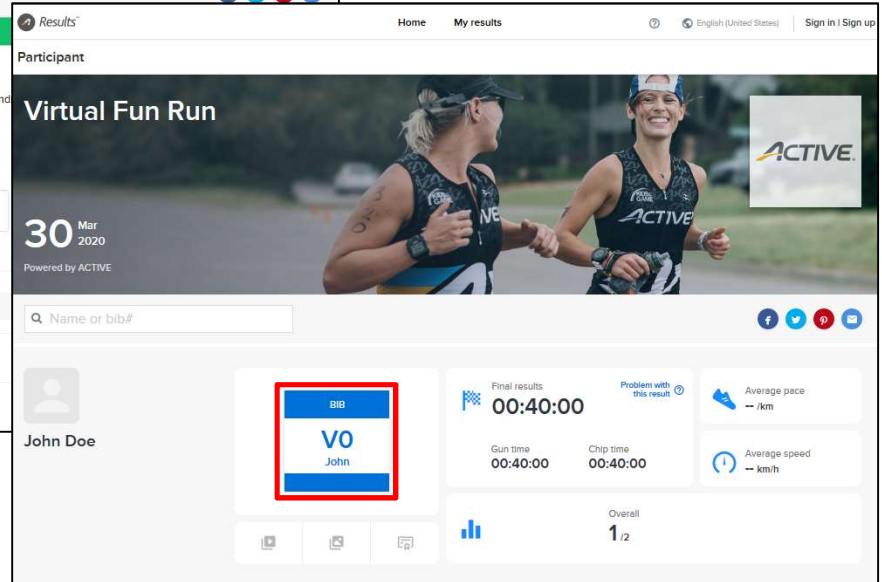 Results™
Home
My results
English (United States)
Sign in | Sign up
Participant
Virtual Fun Run
ACTIVE.
30 Mar 2020
Powered by ACTIVE
Name or bib#
John Doe
BIB
V0
John
Final results
00:40:00
Problem with this result
Gun time
00:40:00
Chip time
00:40:00
Average pace
-- /km
Average speed
-- km/h
Overall
1 /2
ACTIVE